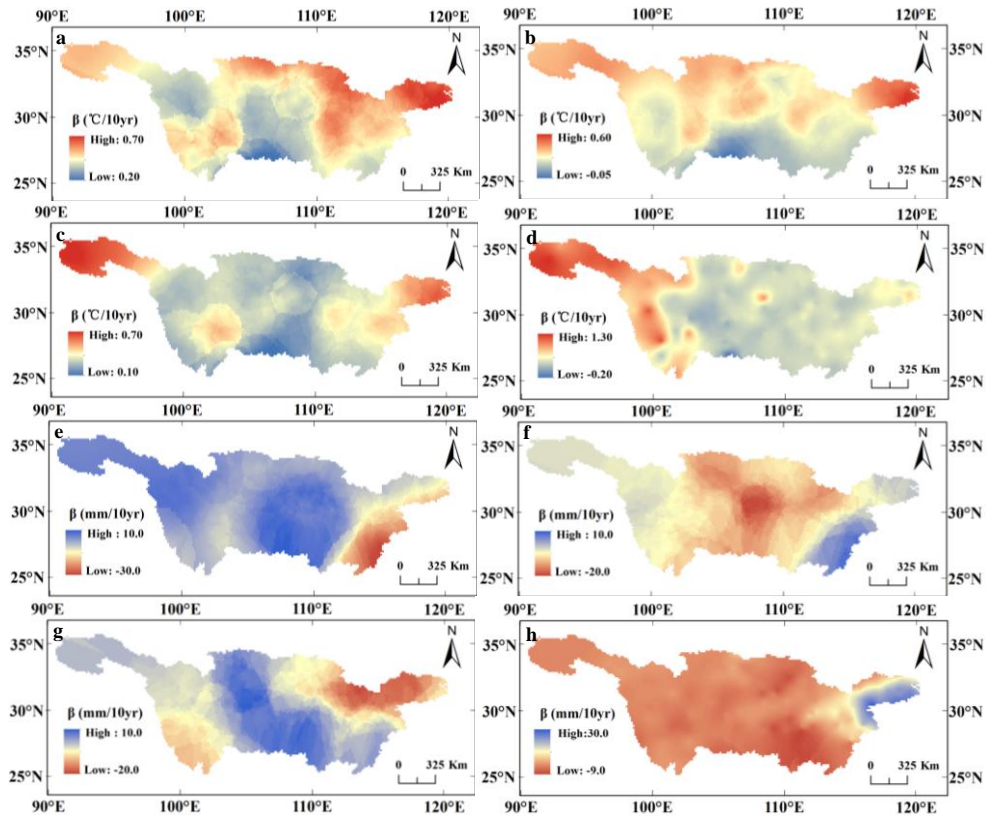 90°E 100°E 110°E 120°E
a
N
35°N
30°N
25°N
β (℃/10yr)
High: 0.70
Low: 0.20
0 325 Km
90°E 100°E 110°E 120°E
b
N
35°N
30°N
25°N
β (℃/10yr)
High: 0.60
Low: -0.05
0 325 Km
90°E 100°E 110°E 120°E
c
N
35°N
30°N
25°N
β (℃/10yr)
High: 0.70
Low: 0.10
0 325 Km
90°E 100°E 110°E 120°E
d
N
35°N
30°N
25°N
β (℃/10yr)
High: 1.30
Low: -0.20
0 325 Km
90°E 100°E 110°E 120°E
e
N
35°N
30°N
25°N
β (mm/10yr)
High : 10.0
Low: -30.0
0 325 Km
90°E 100°E 110°E 120°E
f
N
35°N
30°N
25°N
β (mm/10yr)
High : 10.0
Low: -20.0
0 325 Km
90°E 100°E 110°E 120°E
g
N
35°N
30°N
25°N
β (mm/10yr)
High : 10.0
Low: -20.0
0 325 Km
90°E 100°E 110°E 120°E
h
N
35°N
30°N
25°N
β (mm/10yr)
High:30.0
Low: -9.0
0 325 Km
90°E 100°E 110°E 120°E
35°N
30°N
25°N
90°E 100°E 110°E 120°E